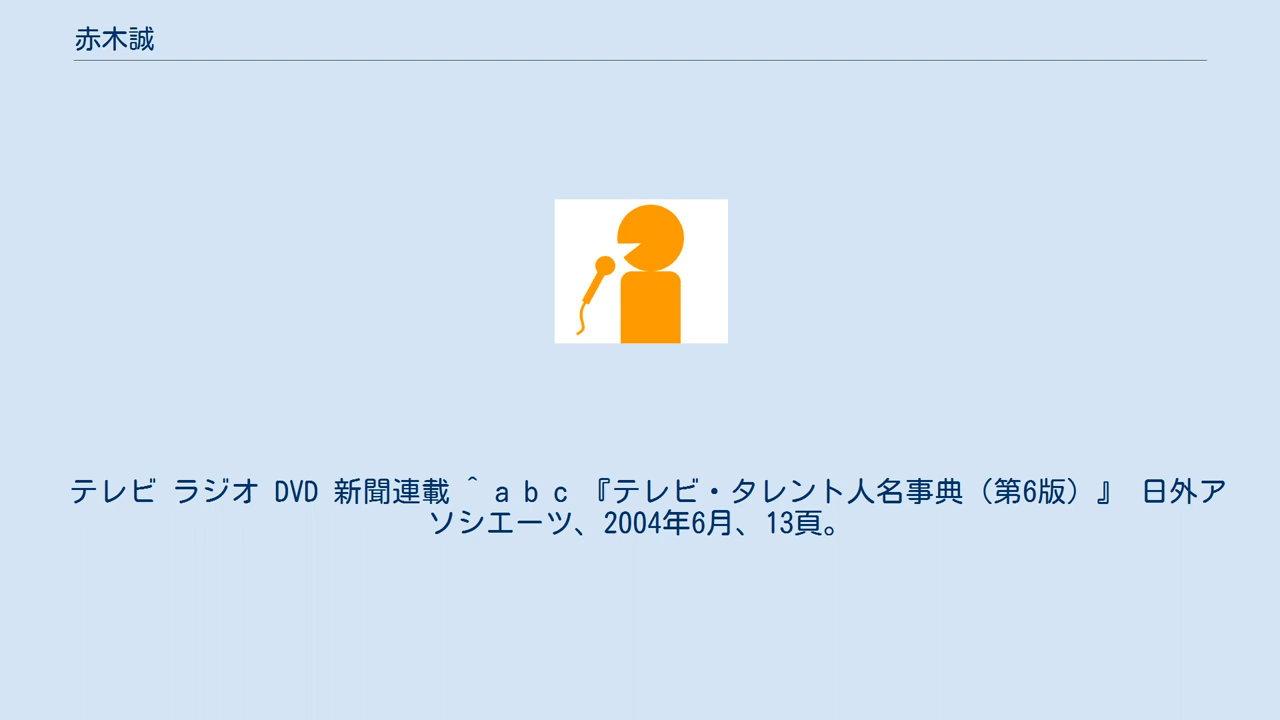 赤木誠
テレビ ラジオ DVD 新聞連載 ^ a b c 『テレビ・タレント人名事典（第6版）』 日外ア
ソシエーツ、2004年6月、13頁。